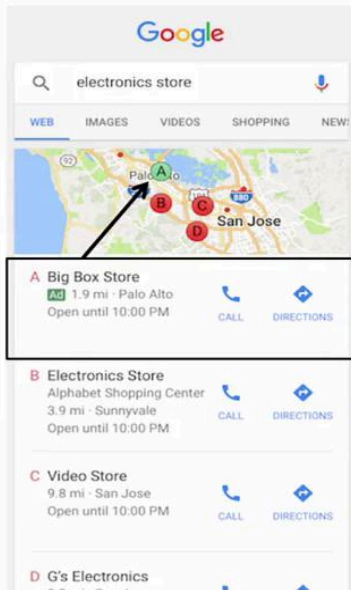 Google
electronics store
WEB IMAGES VIDEOS SHOPPING NEWS
92
Palo Alto
A
B
C
101
880
D
San Jose
A Big Box Store
Ad 1.9 mi · Palo Alto
Open until 10:00 PM
CALL DIRECTIONS
B Electronics Store
Alphabet Shopping Center
3.9 mi · Sunnyvale
Open until 10:00 PM
CALL DIRECTIONS
C Video Store
9.8 mi · San Jose
Open until 10:00 PM
CALL DIRECTIONS
D G's Electronics